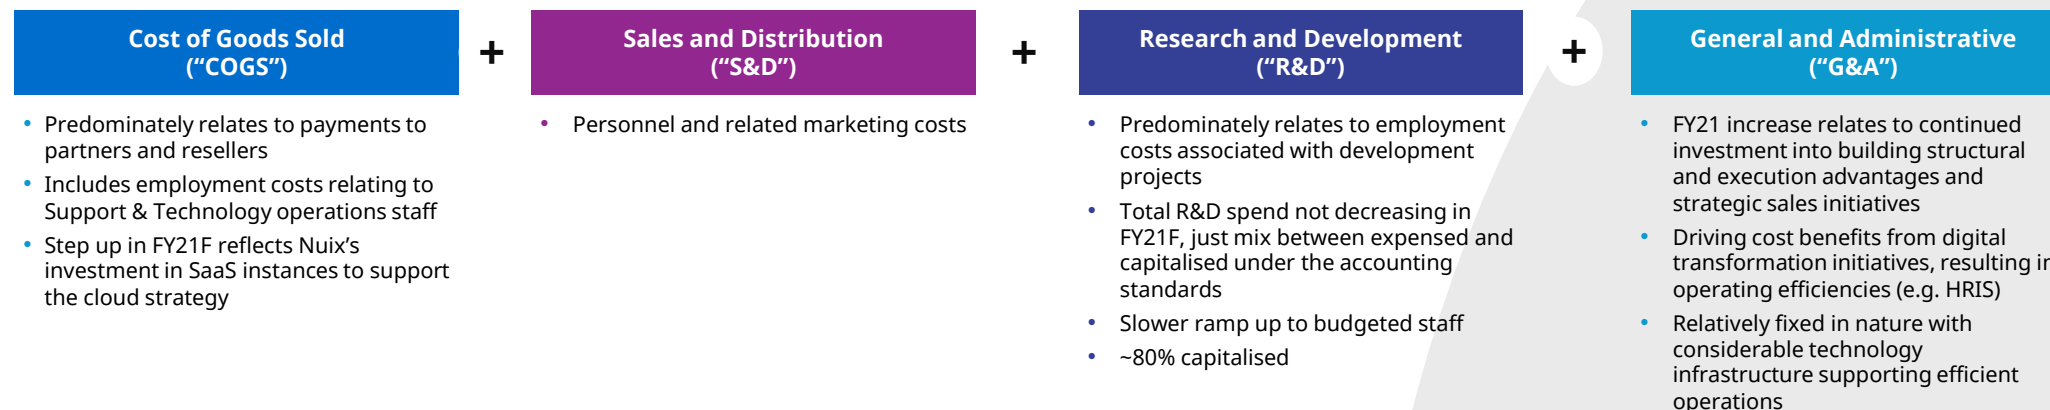 Cost of Goods Sold
(“COGS”)
+
Sales and Distribution
(“S&D”)
+
Research and Development
(“R&D”)
+
General and Administrative
(“G&A”)
• Predominately relates to payments to
partners and resellers
• Includes employment costs relating to
Support & Technology operations staff
• Step up in FY21F reflects Nuix’s
investment in SaaS instances to support
the cloud strategy
• Personnel and related marketing costs
• Predominately relates to employment
costs associated with development
projects
• Total R&D spend not decreasing in
FY21F, just mix between expensed and
capitalised under the accounting
standards
• Slower ramp up to budgeted staff
• ~80% capitalised
• FY21 increase relates to continued
investment into building structural
and execution advantages and
strategic sales initiatives
• Driving cost benefits from digital
transformation initiatives, resulting in
operating efficiencies (e.g. HRIS)
• Relatively fixed in nature with
considerable technology
infrastructure supporting efficient
operations